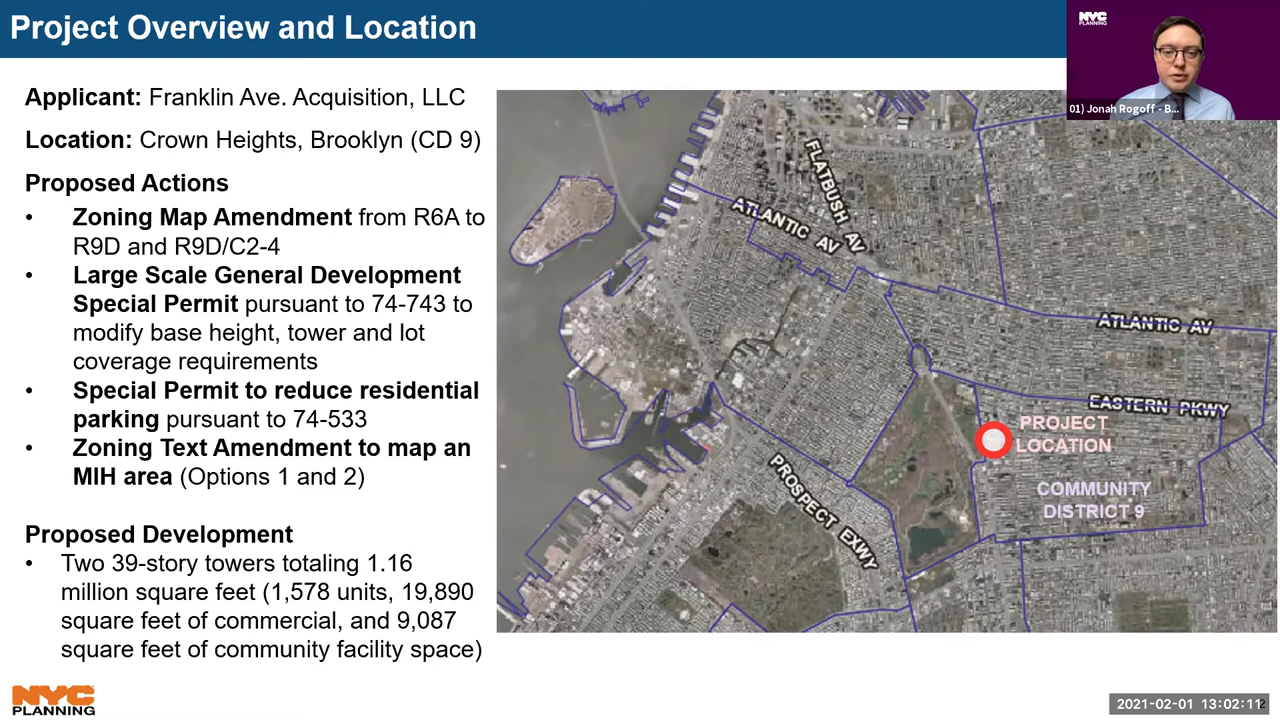 Project Overview and Location
NYC
PLANNING
01) Jonah Rogoff - B...
Applicant: Franklin Ave. Acquisition, LLC
Location: Crown Heights, Brooklyn (CD 9)
Proposed Actions
• Zoning Map Amendment from R6A to
R9D and R9D/C2-4
• Large Scale General Development
Special Permit pursuant to 74-743 to
modify base height, tower and lot
coverage requirements
• Special Permit to reduce residential
parking pursuant to 74-533
• Zoning Text Amendment to map an
MIH area (Options 1 and 2)
Proposed Development
• Two 39-story towers totaling 1.16
million square feet (1,578 units, 19,890
square feet of commercial, and 9,087
square feet of community facility space)
FLATBUSH AV
ATLANTIC AV
ATLANTIC AV
EASTERN PKWY
PROJECT
LOCATION
COMMUNITY
DISTRICT 9
PROSPECT EXWY
NYC
PLANNING
2021-02-01 13:02:11
2